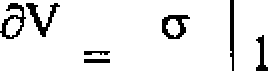 ∂V = σ | 1